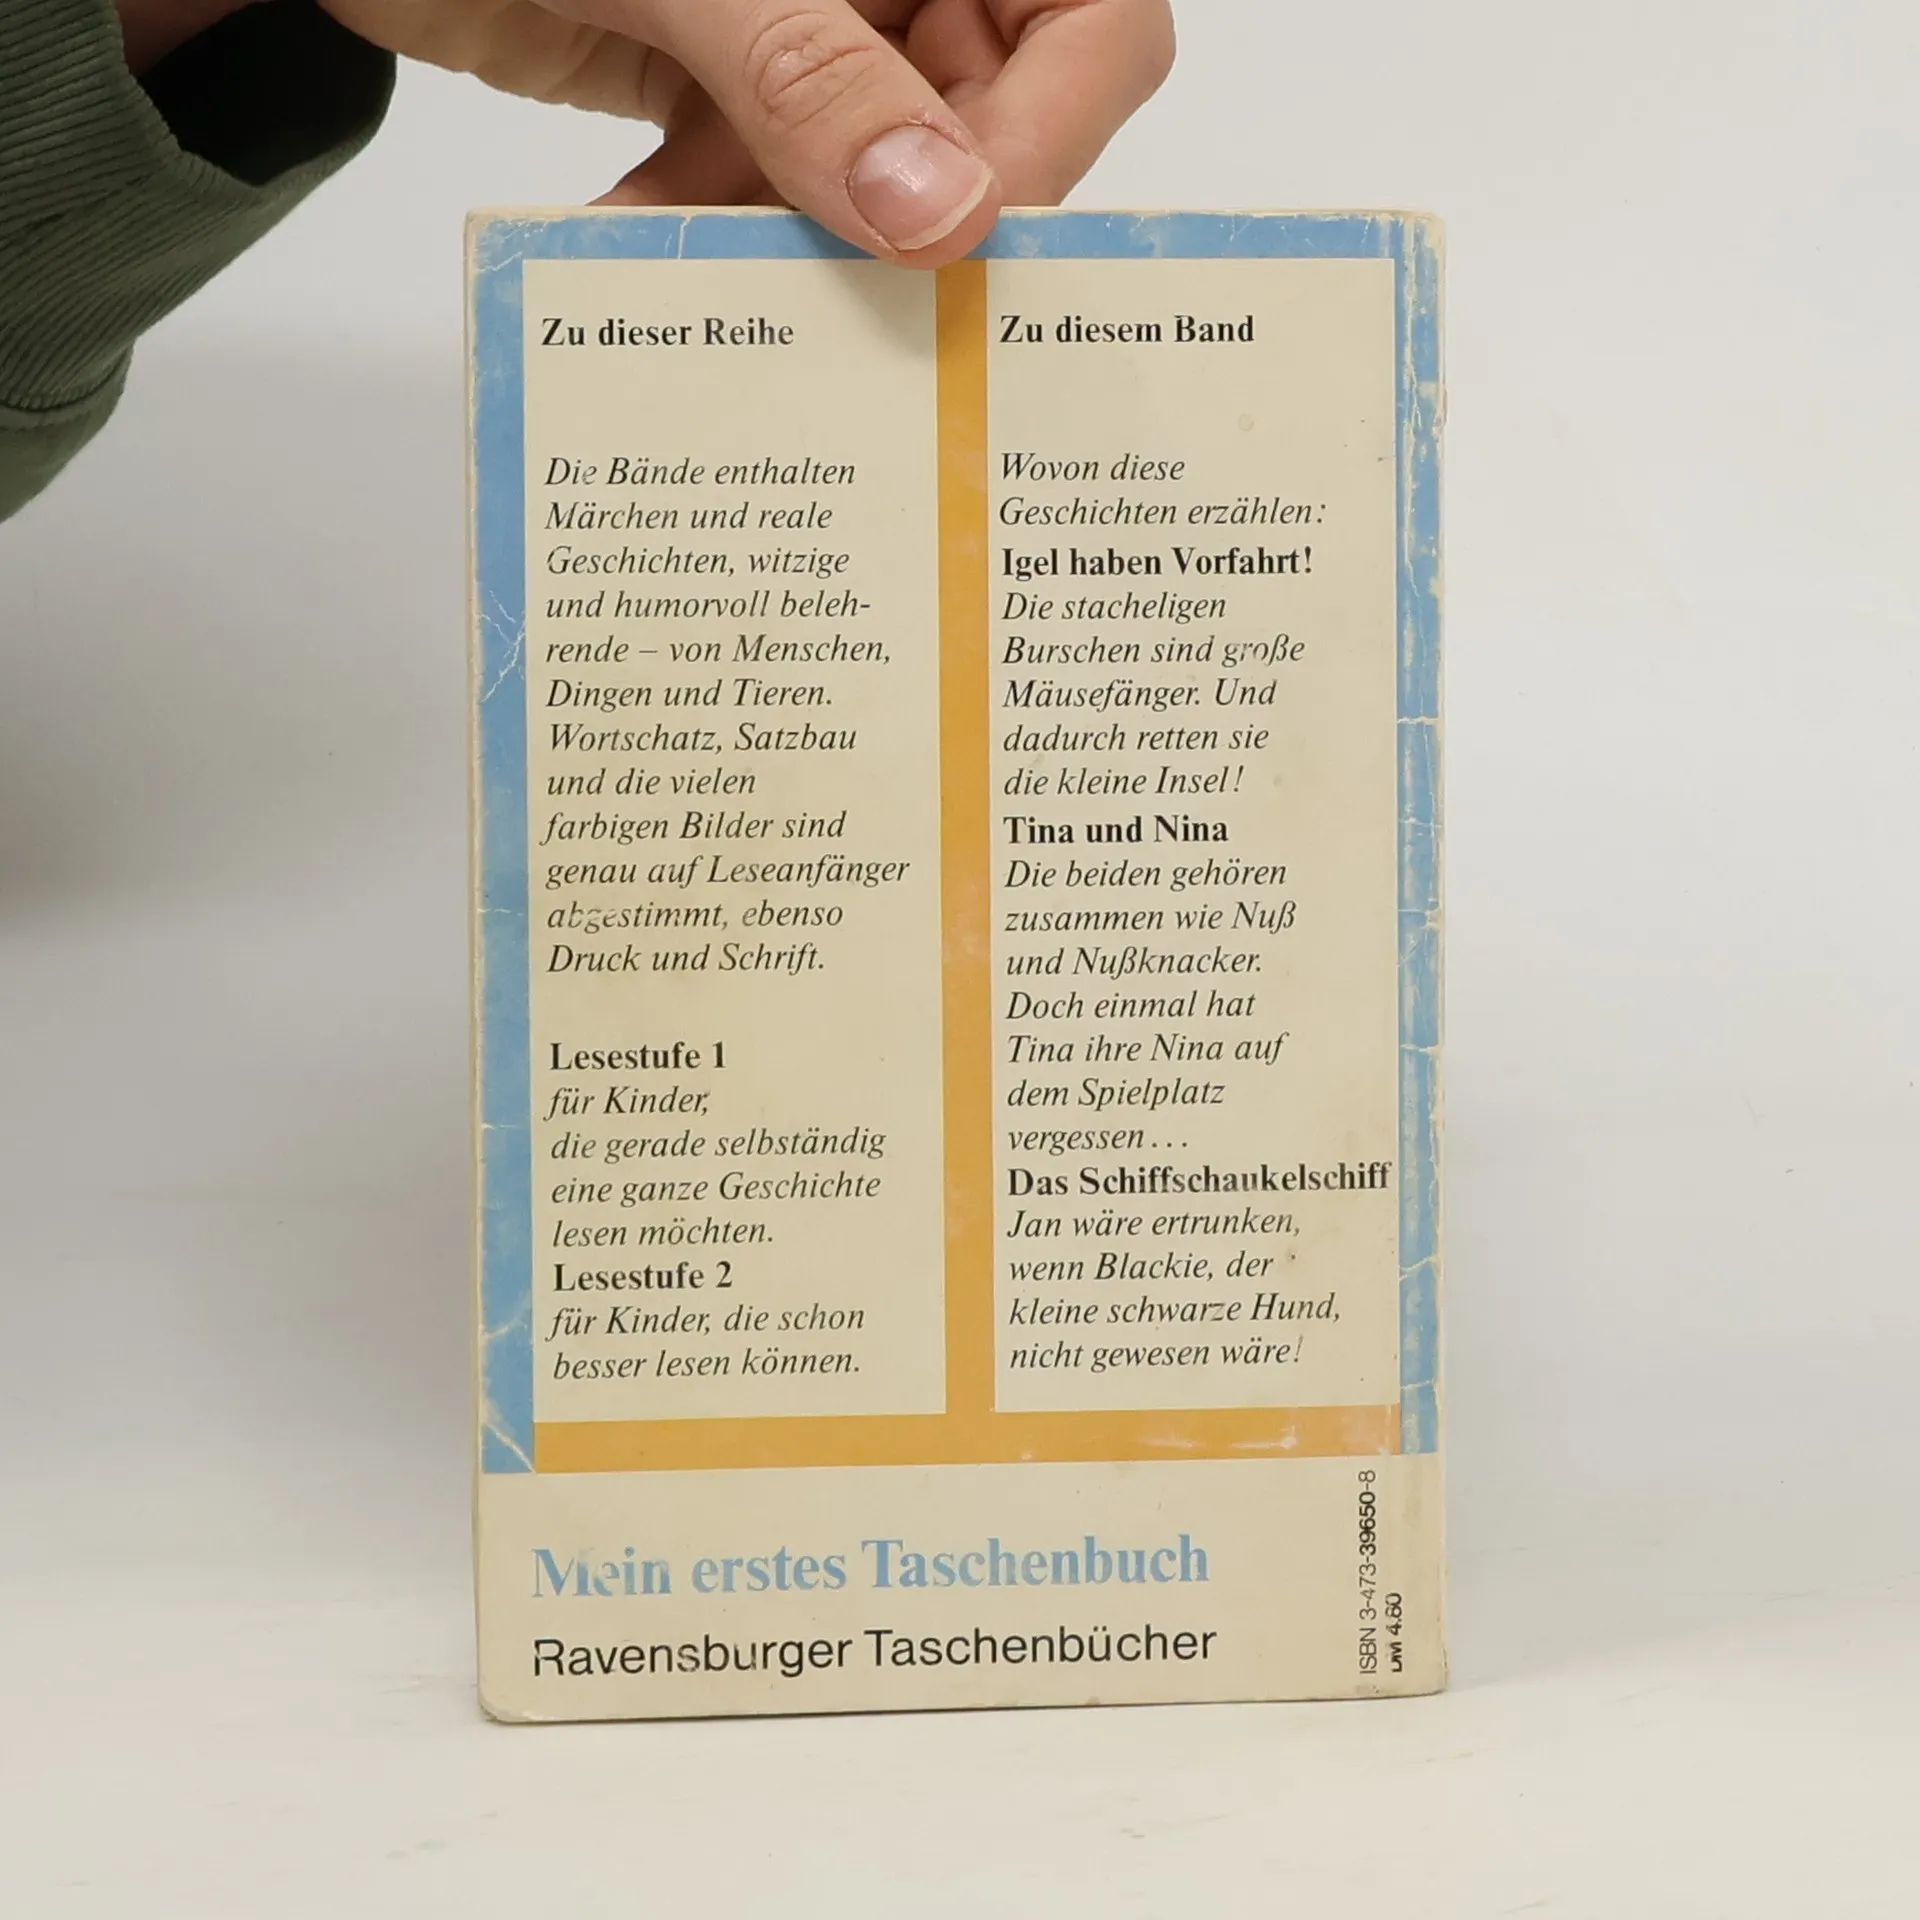 Zu dieser Reihe
Die Bände enthalten
Märchen und reale
Geschichten, witzige
und humorvoll beleh-
rende – von Menschen,
Dingen und Tieren.
Wortschatz, Satzbau
und die vielen
farbigen Bilder sind
genau auf Leseanfänger
abgestimmt, ebenso
Druck und Schrift.
Lesestufe 1
für Kinder,
die gerade selbständig
eine ganze Geschichte
lesen möchten.
Lesestufe 2
für Kinder, die schon
besser lesen können.
Zu diesem Band
Wovon diese
Geschichten erzählen:
Igel haben Vorfahrt!
Die stacheligen
Burschen sind große
Mäusefänger. Und
dadurch retten sie
die kleine Insel!
Tina und Nina
Die beiden gehören
zusammen wie Nuß
und Nußknacker.
Doch einmal hat
Tina ihre Nina auf
dem Spielplatz
vergessen...
Das Schiffschaukelschiff
Jan wäre ertrunken,
wenn Blackie, der
kleine schwarze Hund,
nicht gewesen wäre!
Mein erstes Taschenbuch
Ravensburger Taschenbücher
ISBN 3-473-39650-8
DM 4.80